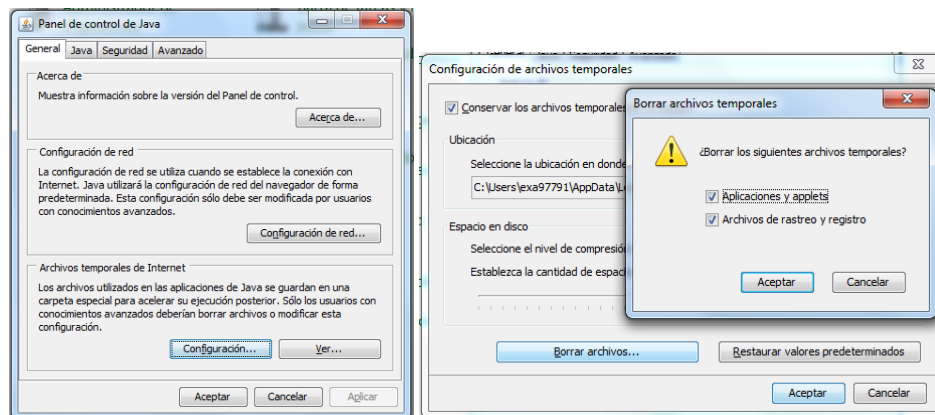 Panel de control de Java
General Java Seguridad Avanzado
Acerca de
Muestra información sobre la versión del Panel de control.
Acerca de...
Configuración de red
La configuración de red se utiliza cuando se establece la conexión con
Internet. Java utilizará la configuración de red del navegador de forma
predeterminada. Esta configuración sólo debe ser modificada por usuarios
con conocimientos avanzados.
Configuración de red...
Archivos temporales de Internet
Los archivos utilizados en las aplicaciones de Java se guardan en una
carpeta especial para acelerar su ejecución posterior. Sólo los usuarios con
conocimientos avanzados deberían borrar archivos o modificar esta
configuración.
Configuración... Ver...
Aceptar Cancelar Aplicar
Configuración de archivos temporales
Conservar los archivos temporales
Ubicación
Seleccione la ubicación en donde
C:\Users\exa97791\AppData\L
Espacio en disco
Seleccione el nivel de compresión
Establezca la cantidad de espaci
Borrar archivos... Restaurar valores predeterminados
Aceptar Cancelar
Borrar archivos temporales
¿Borrar los siguientes archivos temporales?
Aplicaciones y applets
Archivos de rastreo y registro
Aceptar Cancelar